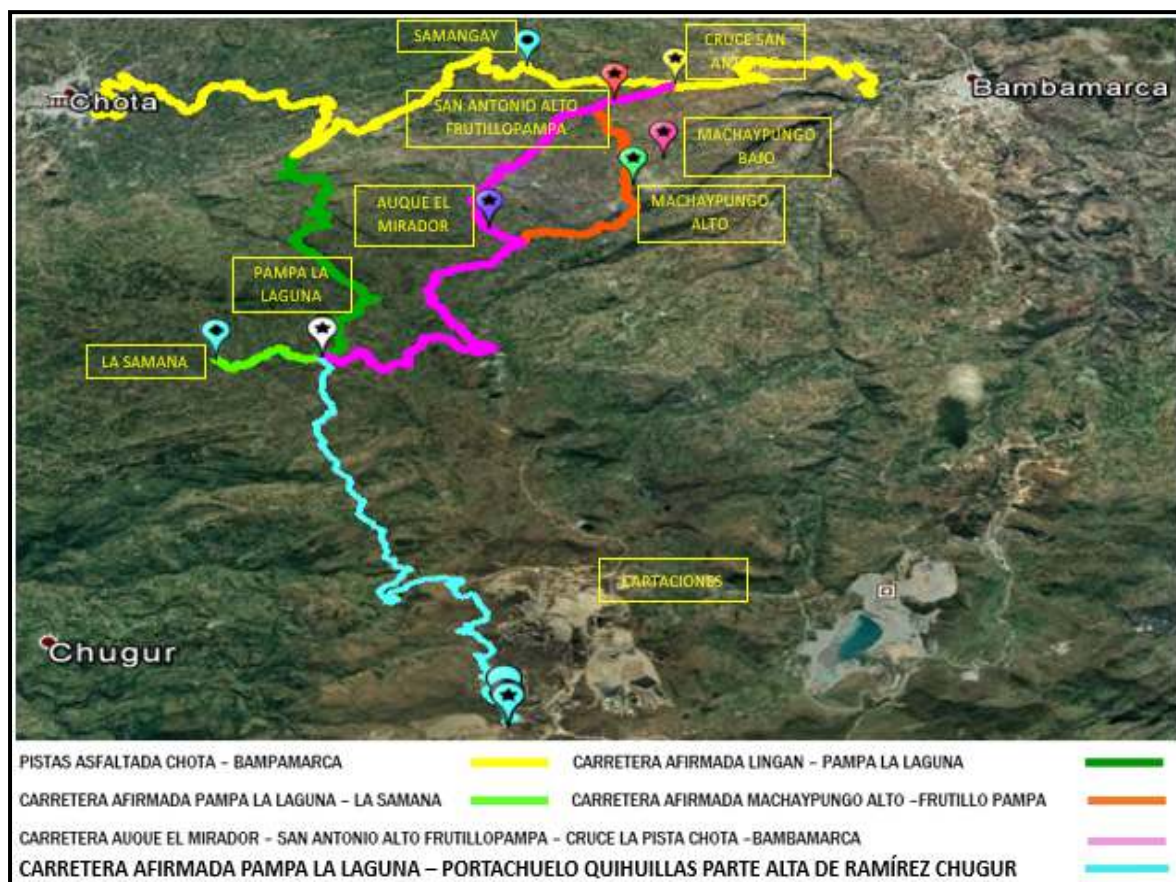 SAMANGAY
CRUCE SAN
Chota
SAN ANTONIO ALTO
FRUTILLOPAMPA
Bambamarca
MACHAYPUNGO
BAJO
AUQUE EL
MIRADOR
MACHAYPUNGO
ALTO
PAMPA LA
LAGUNA
LA SAMANA
CARTACIONES
Chugur
PISTAS ASFALTADA CHOTA – BAMPAMARCA
CARRETERA AFIRMADA LINGAN – PAMPA LA LAGUNA
CARRETERA AFIRMADA PAMPA LA LAGUNA – LA SAMANA
CARRETERA AFIRMADA MACHAYPUNGO ALTO –FRUTILLO PAMPA
CARRETERA AUQUE EL MIRADOR – SAN ANTONIO ALTO FRUTILLOPAMPA – CRUCE LA PISTA CHOTA –BAMBAMARCA
CARRETERA AFIRMADA PAMPA LA LAGUNA – PORTACHUELO QUIHUILLAS PARTE ALTA DE RAMÍREZ CHUGUR